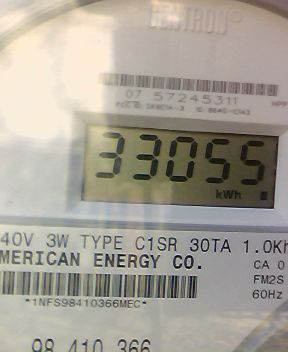 CENTRON®
07 57245311
33055
kWh
40V 3W TYPE C1SR 30TA 1.0Kh
MERICAN ENERGY CO.
CA 0
FM2S
60Hz
*1NFS98410366MEC*
98 410 366